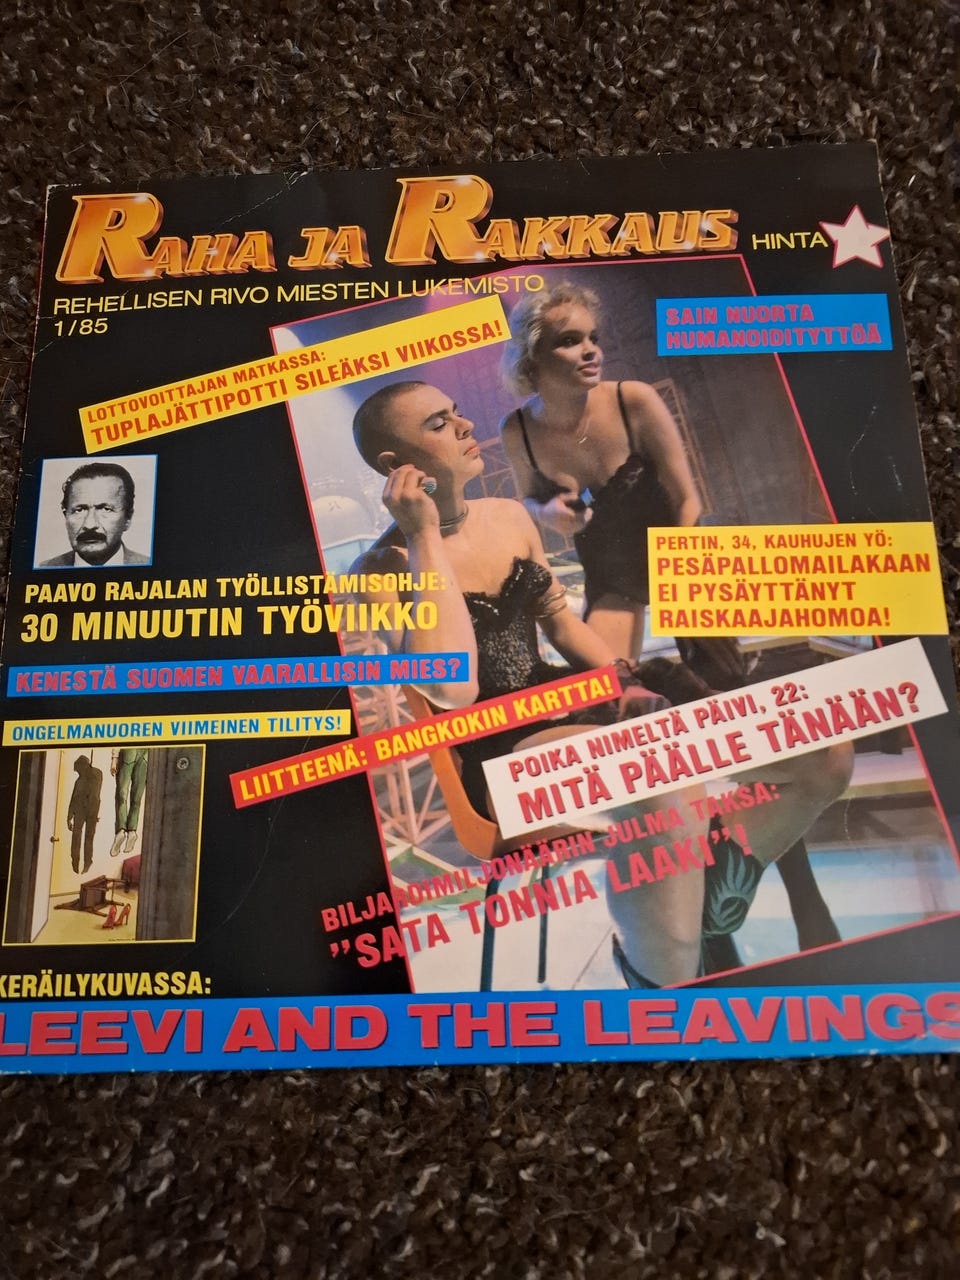 RAHA JA RAKKAUS
HINTA
REHELLISEN RIVO MIESTEN LUKEMISTO
1/85
SAIN NUORTA
HUMANOIDITYTTÖÄ
LOTTOVOITTAJAN MATKASSA:
TUPLAJÄTTIPOTTI SILEÄKSI VIIKOSSA!
PERTIN, 34, KAUHUJEN YÖ:
PESÄPALLOMAILAKAAN
EI PYSÄYTTÄNYT
RAISKAAJAHOMOA!
PAAVO RAJALAN TYÖLLISTÄMISOHJE:
30 MINUUTIN TYÖVIIKKO
KENESTÄ SUOMEN VAARALLISIN MIES?
ONGELMANUOREN VIIMEINEN TILITYS!
LIITTEENÄ: BANGKOKIN KARTTA!
POIKA NIMELTÄ PÄIVI, 22:
MITÄ PÄÄLLE TÄNÄÄN?
BILJARDIMILJONÄÄRIN JULMA TAKSA:
"SATA TONNIA LAAKI"!
KERÄILYKUVASSA:
LEEVI AND THE LEAVINGS